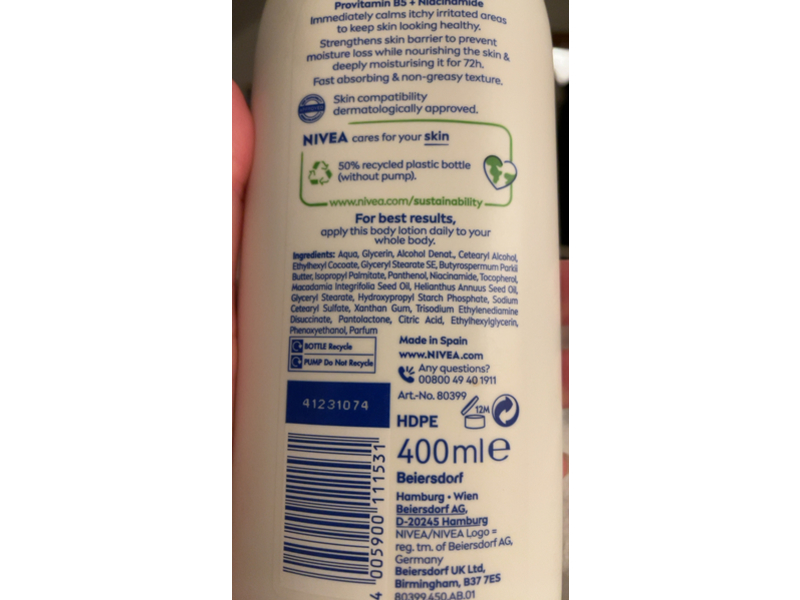 Provitamin B5 + Niacinamide
Immediately calms itchy irritated areas
to keep skin looking healthy.
Strengthens skin barrier to prevent
moisture loss while nourishing the skin &
deeply moisturising it for 72h.
Fast absorbing & non-greasy texture.
Skin compatibility
dermatologically approved.
NIVEA cares for your skin
50% recycled plastic bottle
(without pump).
www.nivea.com/sustainability
For best results,
apply this body lotion daily to your
whole body.
Ingredients: Aqua, Glycerin, Alcohol Denat., Cetearyl Alcohol,
Ethylhexyl Cocoate, Glyceryl Stearate SE, Butyrospermum Parkii
Butter, Isopropyl Palmitate, Panthenol, Niacinamide, Tocopherol,
Macadamia Integrifolia Seed Oil, Helianthus Annuus Seed Oil,
Glyceryl Stearate, Hydroxypropyl Starch Phosphate, Sodium
Cetearyl Sulfate, Xanthan Gum, Trisodium Ethylenediamine
Disuccinate, Pantolactone, Citric Acid, Ethylhexylglycerin,
Phenoxyethanol, Parfum
BOTTLE Recycle
PUMP Do Not Recycle
Made in Spain
www.NIVEA.com
Any questions?
00800 49 40 1911
Art.-No. 80399
41231074
12M
HDPE
400ml e
Beiersdorf
Hamburg • Wien
Beiersdorf AG,
D-20245 Hamburg
NIVEA/NIVEA Logo =
reg. tm. of Beiersdorf AG,
Germany
Beiersdorf UK Ltd,
Birmingham, B37 7ES
80399.450.AB.01
4 005900 111531